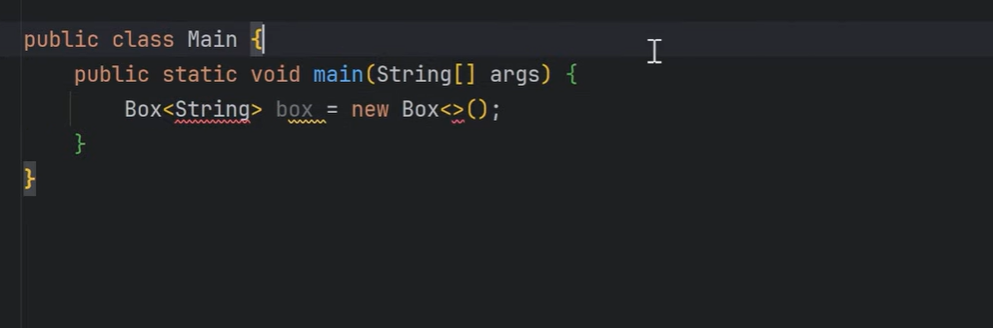 public class Main {
public static void main(String[] args) {
Box<String> box = new Box<>();
}
}